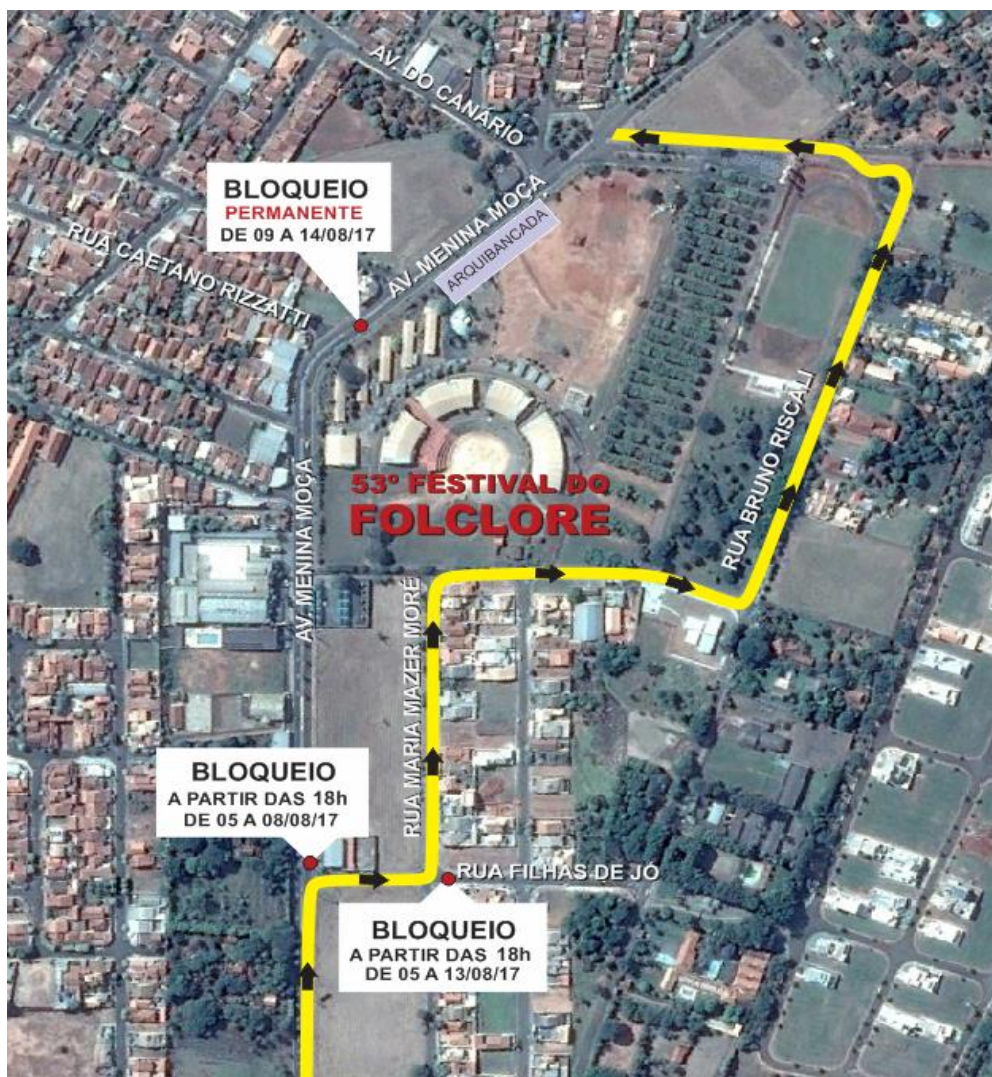 AV. DO CANÁRIO
BLOQUEIO
PERMANENTE
DE 09 A 14/08/17
AV. MENINA MOÇA
ARQUIBANCADA
RUA CAETANO RIZZATTI
RUA BRUNO RISCALI
AV. MENINA MOÇA
53º FESTIVAL DO
FOLCLORE
RUA MARIA MAZER MORÉ
BLOQUEIO
A PARTIR DAS 18h
DE 05 A 08/08/17
RUA FILHAS DE JÓ
BLOQUEIO
A PARTIR DAS 18h
DE 05 A 13/08/17